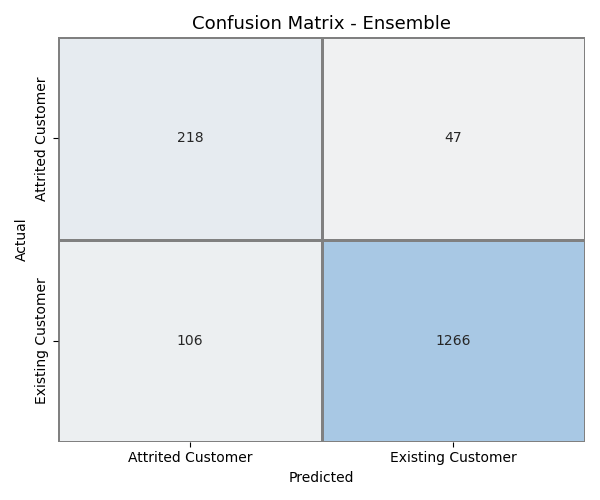 Confusion Matrix - Ensemble
Actual
Attrited Customer
218
47
Existing Customer
106
1266
Attrited Customer
Existing Customer
Predicted